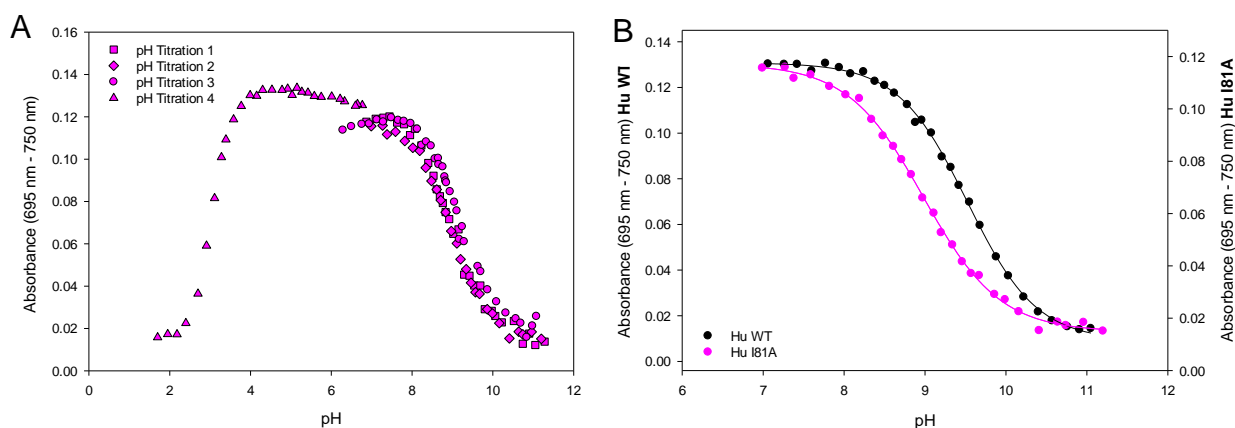 A
Absorbance (695 nm - 750 nm)
0.16
0.14
0.12
0.10
0.08
0.06
0.04
0.02
0.00
pH Titration 1
pH Titration 2
pH Titration 3
pH Titration 4
0 2 4 6 8 10 12
pH
B
Absorbance (695 nm - 750 nm) Hu WT
0.14
0.12
0.10
0.08
0.06
0.04
0.02
0.00
Hu WT
Hu I81A
6 7 8 9 10 11 12
pH
0.12
0.10
0.08
0.06
0.04
0.02
0.00
Absorbance (695 nm - 750 nm) Hu I81A